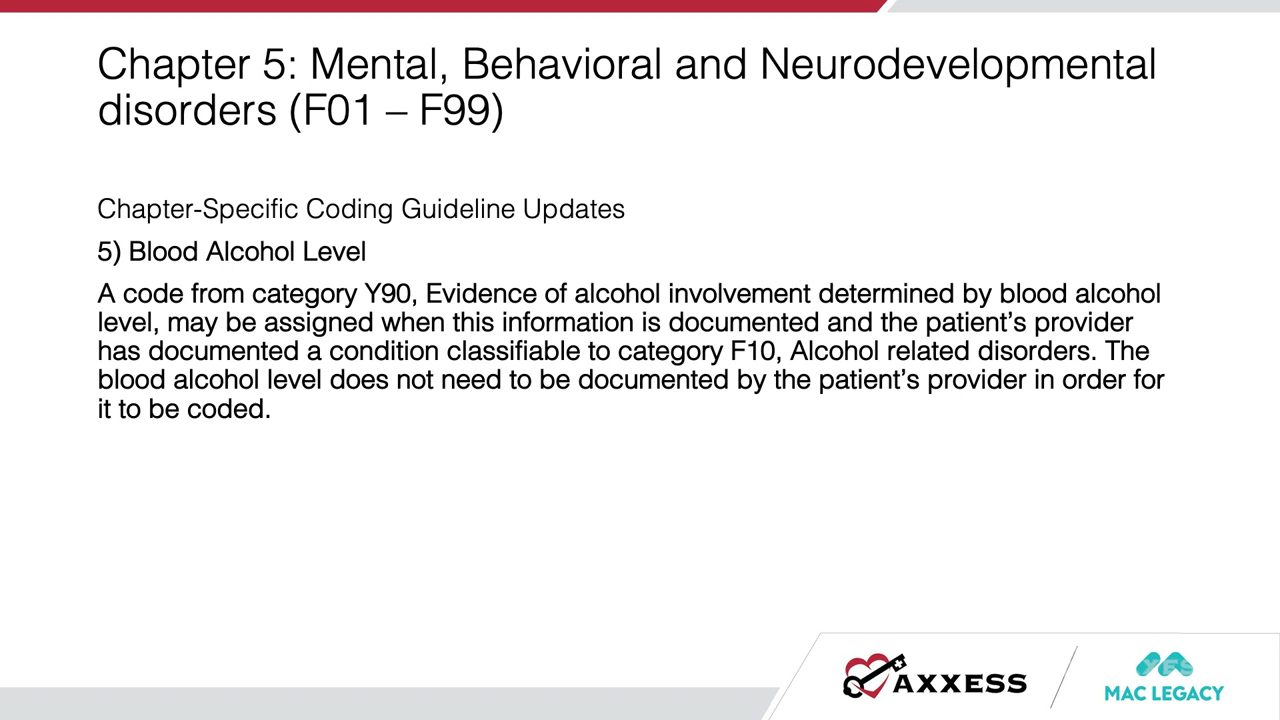 Chapter 5: Mental, Behavioral and Neurodevelopmental
disorders (F01 – F99)
Chapter-Specific Coding Guideline Updates
5) Blood Alcohol Level
A code from category Y90, Evidence of alcohol involvement determined by blood alcohol
level, may be assigned when this information is documented and the patient’s provider
has documented a condition classifiable to category F10, Alcohol related disorders. The
blood alcohol level does not need to be documented by the patient’s provider in order for
it to be coded.
AXXESS
YES
MAC LEGACY